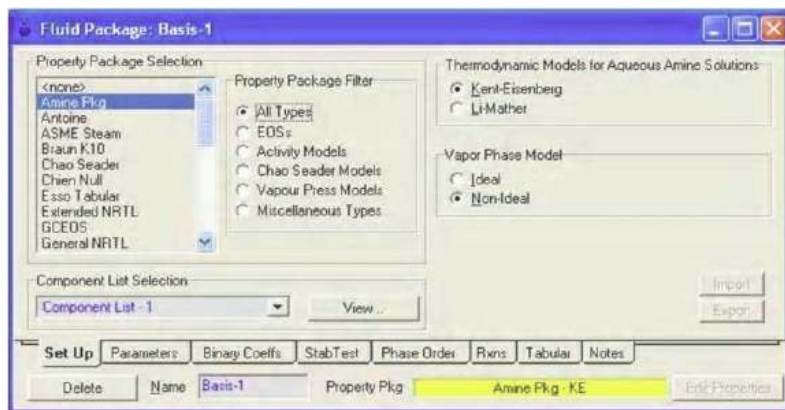 Fluid Package: Basis-1
Property Package Selection
<none>
Amine Pkg
Antoine
ASME Steam
Braun K10
Chao Seader
Chien Null
Esso Tabular
Extended NRTL
GCEOS
General NRTL
Property Package Filter
All Types
EOSs
Activity Models
Chao Seader Models
Vapour Press Models
Miscellaneous Types
Thermodynamic Models for Aqueous Amine Solutions
Kent-Eisenberg
Li-Mather
Vapor Phase Model
Ideal
Non-Ideal
Component List Selection
Component List - 1
View...
Import
Export
Set Up Parameters Binary Coeffs StabTest Phase Order Rxns Tabular Notes
Delete Name Basis-1 Property Pkg Amine Pkg - KE Edit Properties